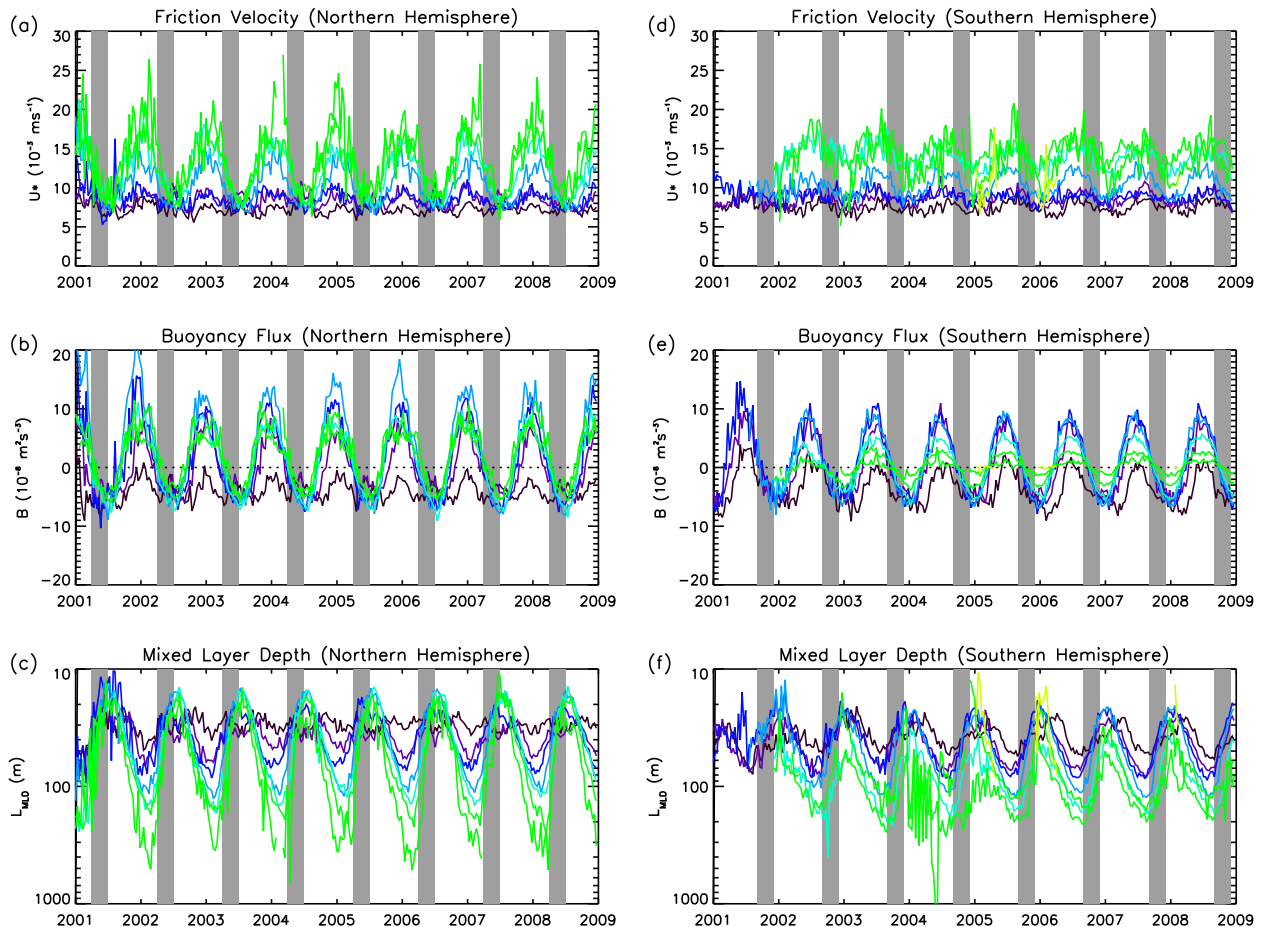 (a) Friction Velocity (Northern Hemisphere)
30
25
20
15
10
5
0
U* (10⁻³ ms⁻¹)
2001 2002 2003 2004 2005 2006 2007 2008 2009
(d) Friction Velocity (Southern Hemisphere)
30
25
20
15
10
5
0
U* (10⁻³ ms⁻¹)
2001 2002 2003 2004 2005 2006 2007 2008 2009
(b) Buoyancy Flux (Northern Hemisphere)
20
10
0
−10
−20
B (10⁻⁸ m²s⁻³)
2001 2002 2003 2004 2005 2006 2007 2008 2009
(e) Buoyancy Flux (Southern Hemisphere)
20
10
0
−10
−20
B (10⁻⁸ m²s⁻³)
2001 2002 2003 2004 2005 2006 2007 2008 2009
(c) Mixed Layer Depth (Northern Hemisphere)
10
100
1000
L_MLD (m)
2001 2002 2003 2004 2005 2006 2007 2008 2009
(f) Mixed Layer Depth (Southern Hemisphere)
10
100
1000
L_MLD (m)
2001 2002 2003 2004 2005 2006 2007 2008 2009